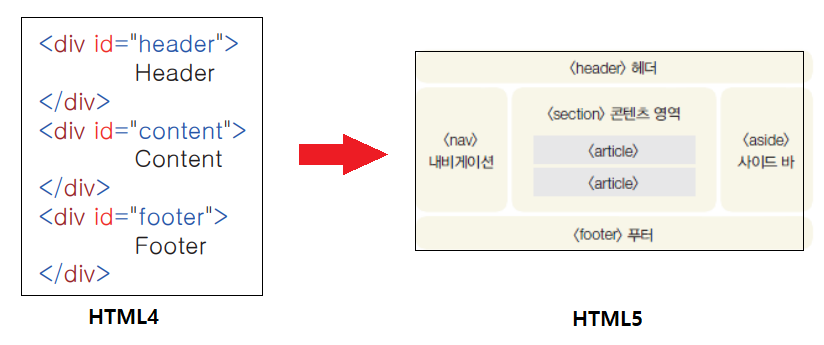 <div id="header">
Header
</div>
<div id="content">
Content
</div>
<div id="footer">
Footer
</div>
HTML4
<header> 헤더
<nav>
내비게이션
<section> 콘텐츠 영역
<article>
<article>
<aside>
사이드 바
<footer> 푸터
HTML5